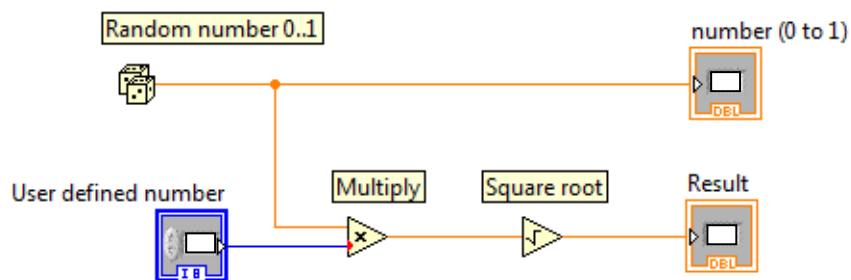 Random number 0..1
number (0 to 1)
DBL
User defined number
Multiply
Square root
Result
I8
DBL